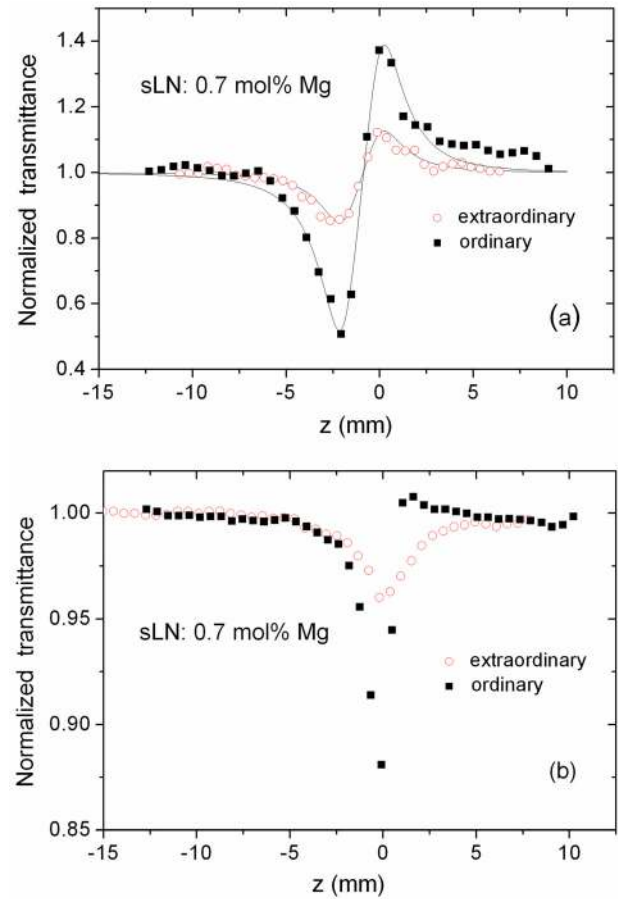 1.4
1.2
1.0
0.8
0.6
0.4
Normalized transmittance
sLN: 0.7 mol% Mg
extraordinary
ordinary
(a)
-15 -10 -5 0 5 10
z (mm)
1.00
0.95
0.90
0.85
Normalized transmittance
sLN: 0.7 mol% Mg
extraordinary
ordinary
(b)
-15 -10 -5 0 5 10
z (mm)